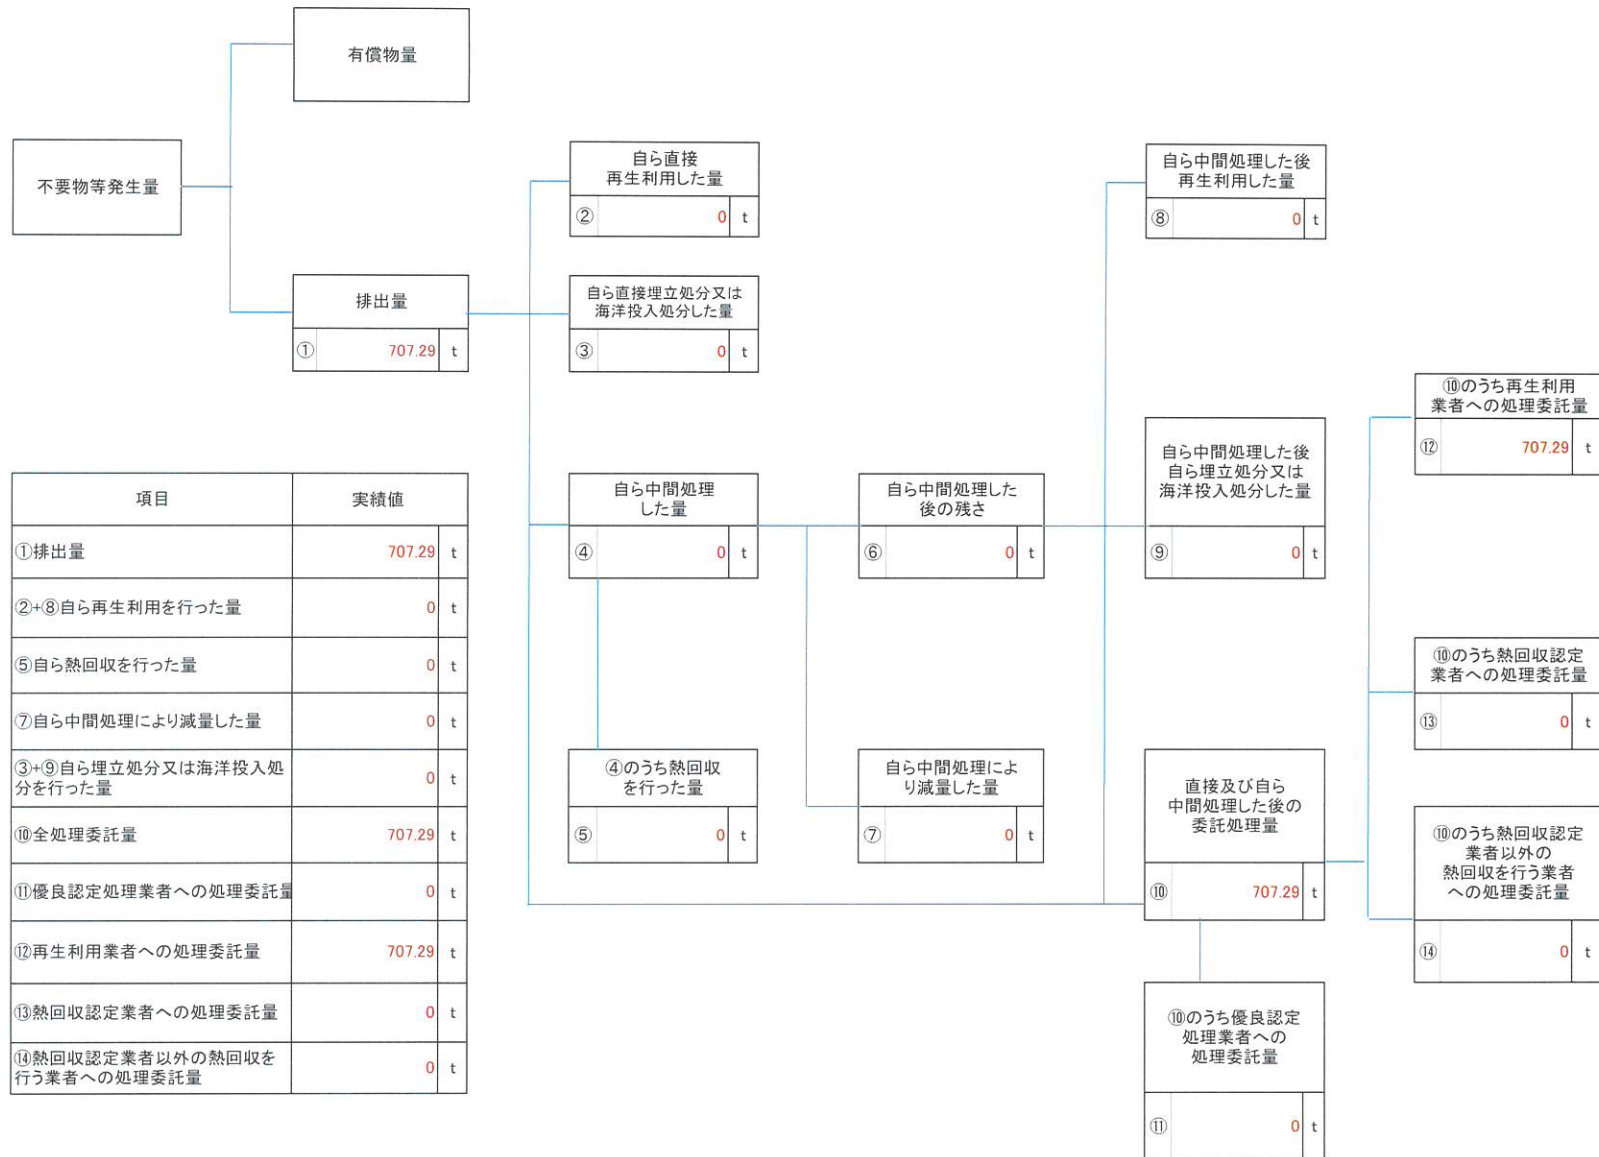 有償物量
不要物等発生量
排出量
① 707.29 t
自ら直接
再生利用した量
② 0 t
自ら直接埋立処分又は
海洋投入処分した量
③ 0 t
自ら中間処理
した量
④ 0 t
④のうち熱回収
を行った量
⑤ 0 t
自ら中間処理した
後の残さ
⑥ 0 t
自ら中間処理によ
り減量した量
⑦ 0 t
自ら中間処理した後
再生利用した量
⑧ 0 t
自ら中間処理した後
自ら埋立処分又は
海洋投入処分した量
⑨ 0 t
直接及び自ら
中間処理した後の
委託処理量
⑩ 707.29 t
⑩のうち優良認定
処理業者への
処理委託量
⑪ 0 t
⑩のうち再生利用
業者への処理委託量
⑫ 707.29 t
⑩のうち熱回収認定
業者への処理委託量
⑬ 0 t
⑩のうち熱回収認定
業者以外の
熱回収を行う業者
への処理委託量
⑭ 0 t
項目 実績値
①排出量 707.29 t
②+⑧自ら再生利用を行った量 0 t
⑤自ら熱回収を行った量 0 t
⑦自ら中間処理により減量した量 0 t
③+⑨自ら埋立処分又は海洋投入処
分を行った量 0 t
⑩全処理委託量 707.29 t
⑪優良認定処理業者への処理委託量 0 t
⑫再生利用業者への処理委託量 707.29 t
⑬熱回収認定業者への処理委託量 0 t
⑭熱回収認定業者以外の熱回収を
行う業者への処理委託量 0 t